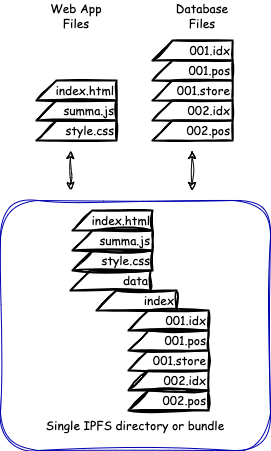 Web App
Files
index.html
summa.js
style.css
Database
Files
001.idx
001.pos
001.store
002.idx
002.pos
index.html
summa.js
style.css
data
index
001.idx
001.pos
001.store
002.idx
002.pos
Single IPFS directory or bundle